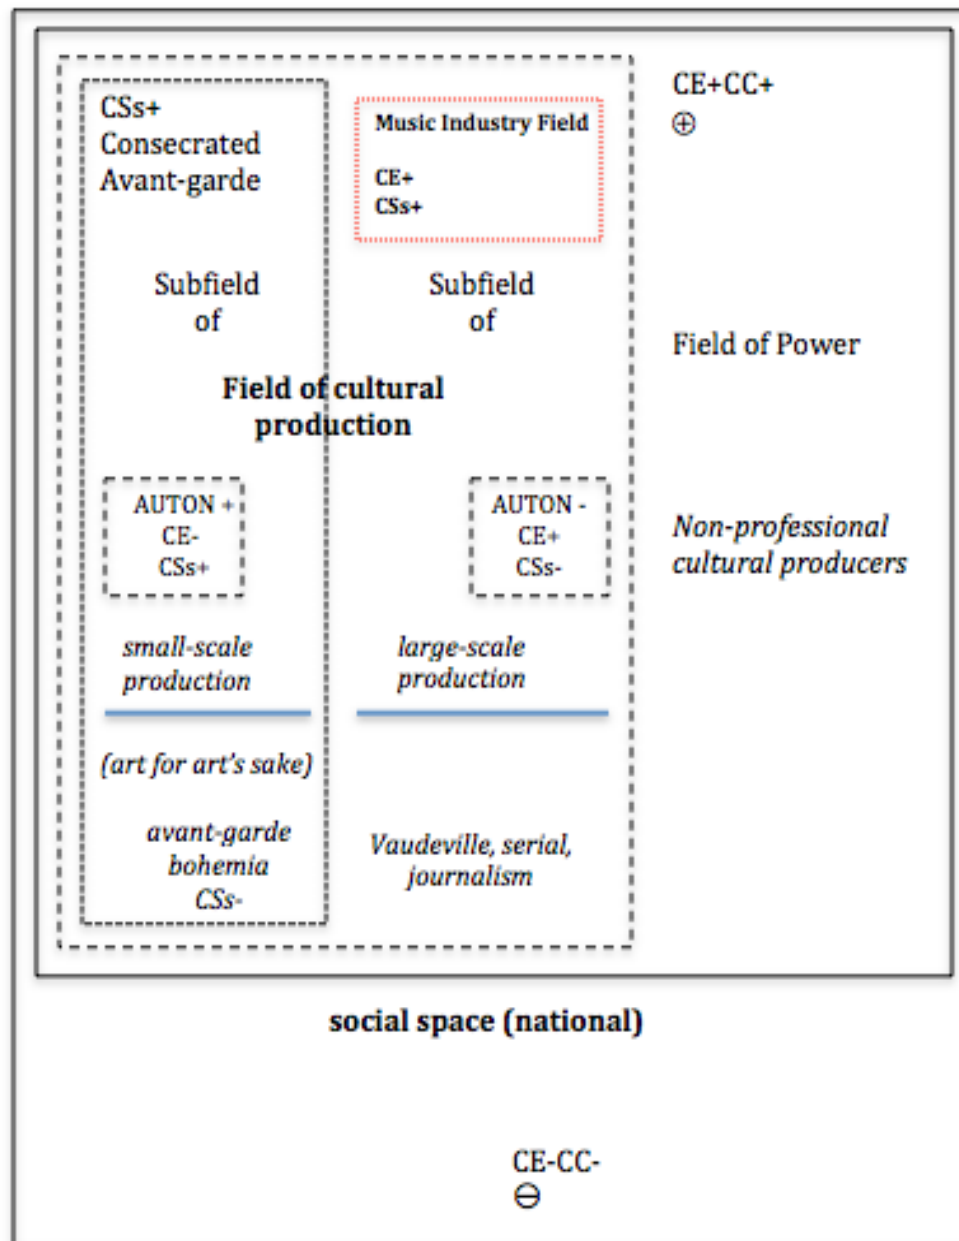 CSs+
Consecrated
Avant-garde
Music Industry Field
CE+
CSs+
CE+CC+
⊕
Subfield
of
Subfield
of
Field of Power
Field of cultural
production
AUTON +
CE-
CSs+
AUTON -
CE+
CSs-
Non-professional
cultural producers
small-scale
production
large-scale
production
(art for art's sake)
avant-garde
bohemia
CSs-
Vaudeville, serial,
journalism
social space (national)
CE-CC-
⊖